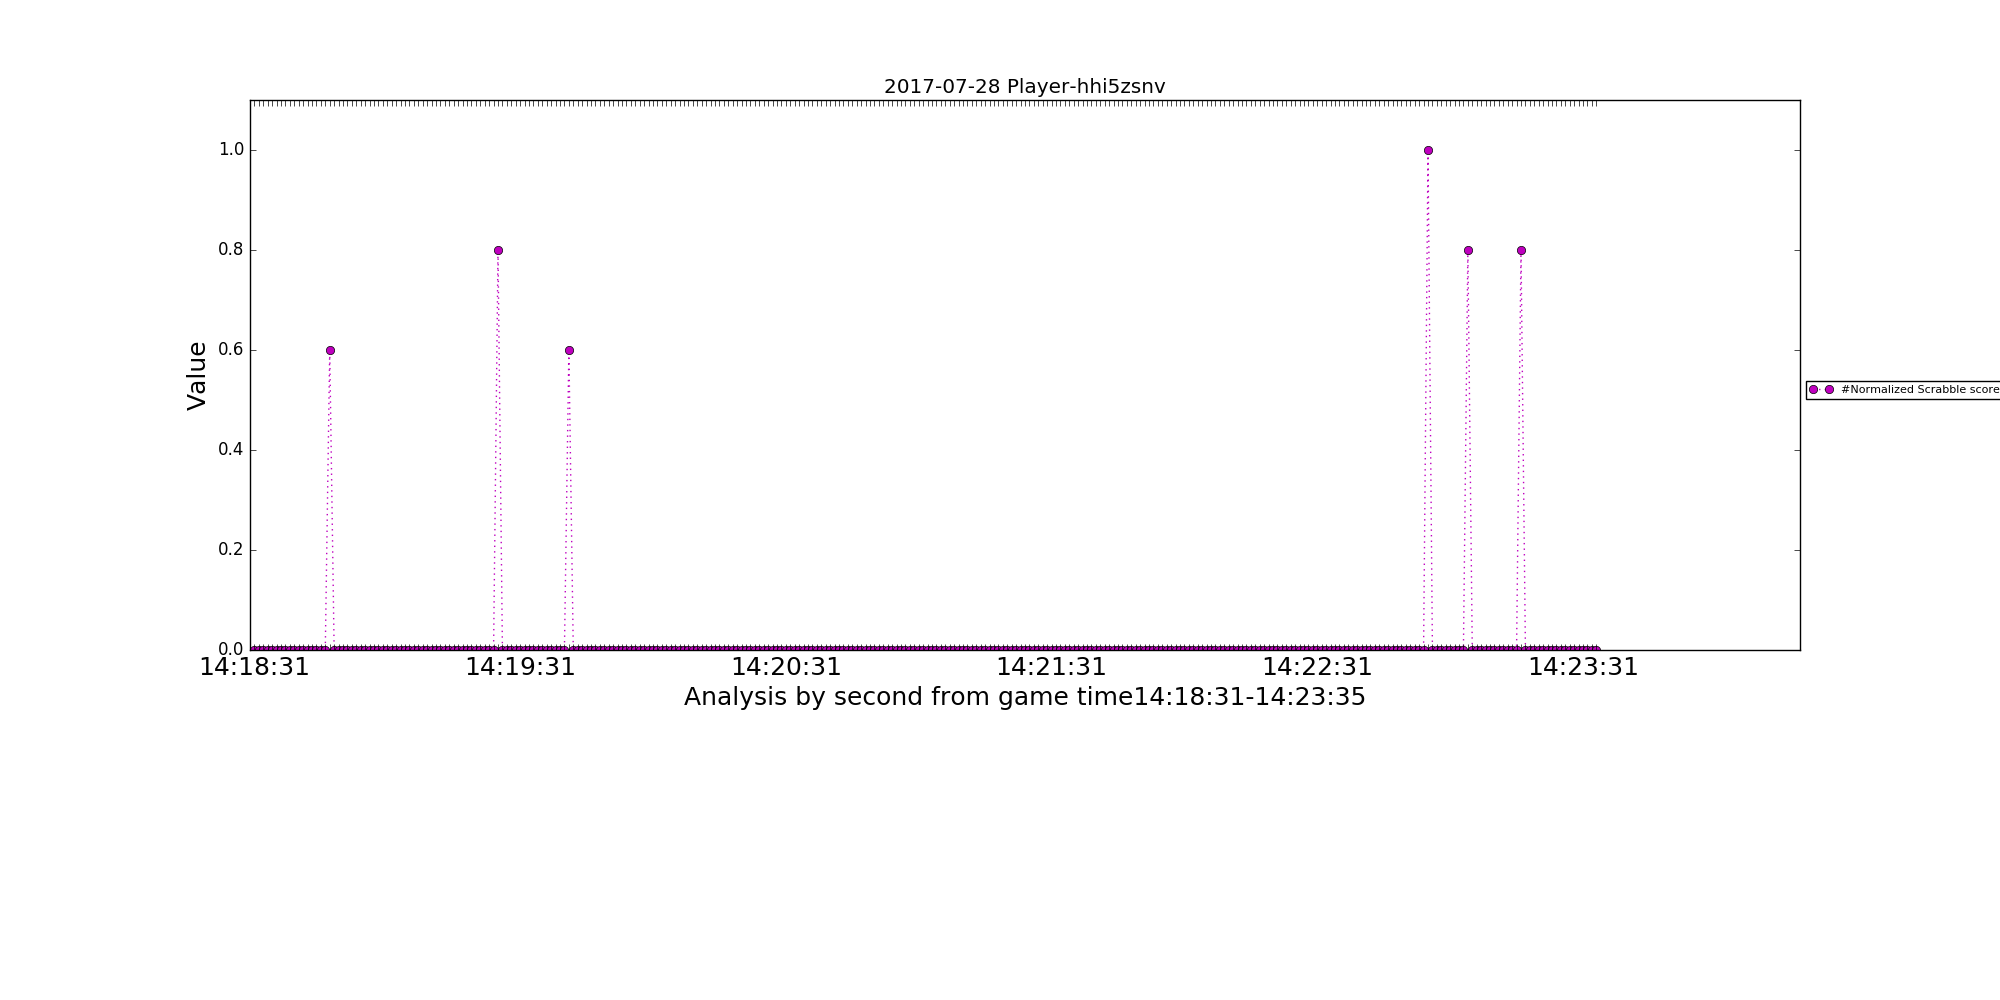 2017-07-28 Player-hhi5zsnv
1.0
0.8
0.6
0.4
0.2
0.0
Value
#Normalized Scrabble score
14:18:31 14:19:31 14:20:31 14:21:31 14:22:31 14:23:31
Analysis by second from game time14:18:31-14:23:35